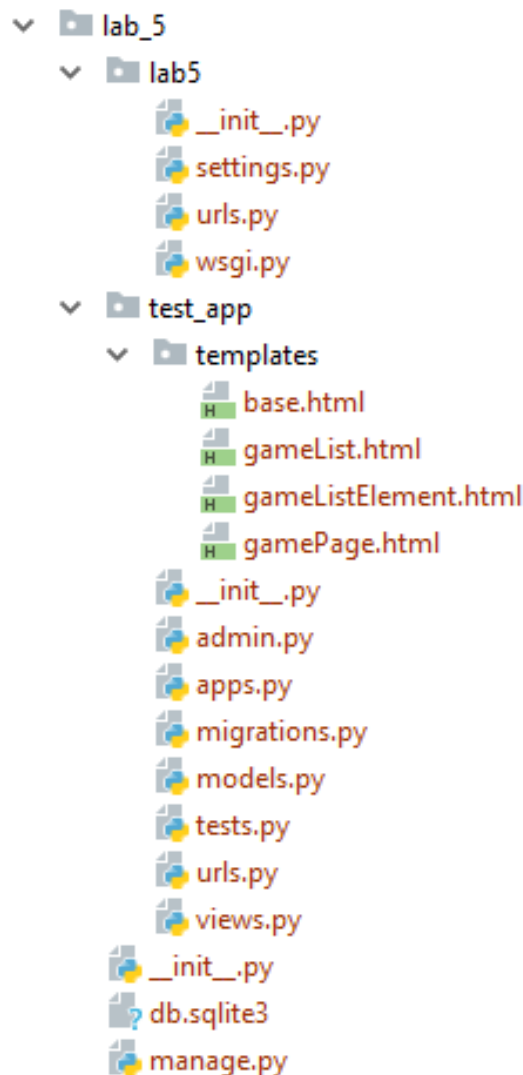 lab_5
lab5
__init__.py
settings.py
urls.py
wsgi.py
test_app
templates
base.html
gameList.html
gameListElement.html
gamePage.html
__init__.py
admin.py
apps.py
migrations.py
models.py
tests.py
urls.py
views.py
__init__.py
db.sqlite3
manage.py